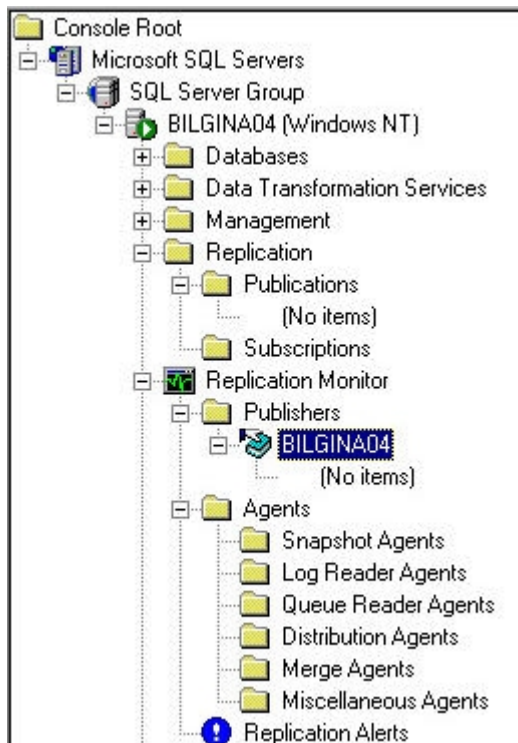 Console Root
Microsoft SQL Servers
SQL Server Group
BILGINA04 (Windows NT)
Databases
Data Transformation Services
Management
Replication
Publications
(No items)
Subscriptions
Replication Monitor
Publishers
BILGINA04
(No items)
Agents
Snapshot Agents
Log Reader Agents
Queue Reader Agents
Distribution Agents
Merge Agents
Miscellaneous Agents
Replication Alerts